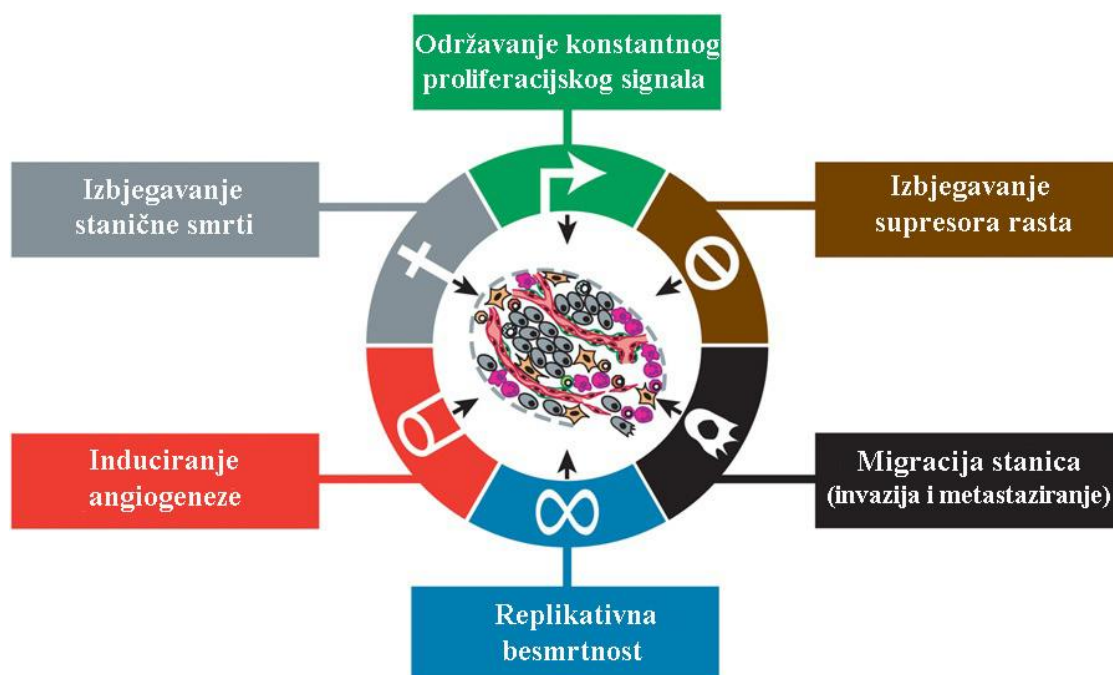 Održavanje konstantnog
proliferacijskog signala
Izbjegavanje
stanične smrti
Izbjegavanje
supresora rasta
Induciranje
angiogeneze
Migracija stanica
(invazija i metastaziranje)
Replikativna
besmrtnost